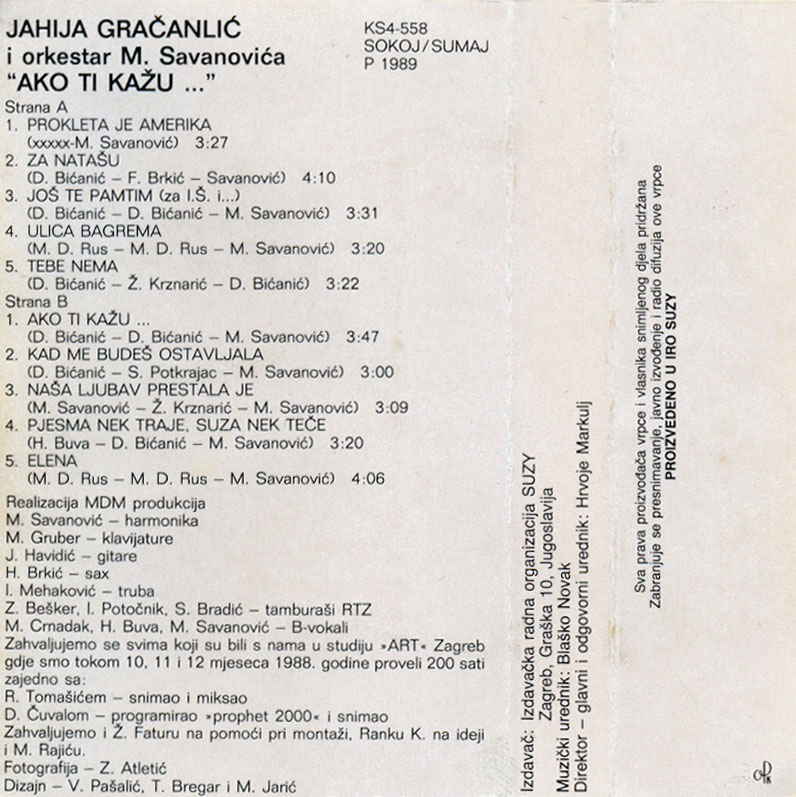 JAHIJA GRAČANLIĆ
i orkestar M. Savanovića
"AKO TI KAŽU ..."
KS4-558
SOKOJ/SUMAJ
P 1989
Strana A
1. PROKLETA JE AMERIKA
(xxxxx-M. Savanović) 3:27
2. ZA NATAŠU
(D. Bićanić – F. Brkić – Savanović) 4:10
3. JOŠ TE PAMTIM (za I.Š. i...)
(D. Bićanić – D. Bićanić – M. Savanović) 3:31
4. ULICA BAGREMA
(M. D. Rus – M. D. Rus – M. Savanović) 3:20
5. TEBE NEMA
(D. Bićanić – Ž. Krznarić – D. Bićanić) 3:22
Strana B
1. AKO TI KAŽU ...
(D. Bićanić – D. Bićanić – M. Savanović) 3:47
2. KAD ME BUDEŠ OSTAVLJALA
(D. Bićanić – S. Potkrajac – M. Savanović) 3:00
3. NAŠA LJUBAV PRESTALA JE
(M. Savanović – Ž. Krznarić – M. Savanović) 3:09
4. PJESMA NEK TRAJE, SUZA NEK TEČE
(H. Buva – D. Bićanić – M. Savanović) 3:20
5. ELENA
(M. D. Rus – M. D. Rus – M. Savanović) 4:06
Realizacija MDM produkcija
M. Savanović – harmonika
M. Gruber – klavijature
J. Havidić – gitare
H. Brkić – sax
I. Mehaković – truba
Z. Bešker, I. Potočnik, S. Bradić – tamburaši RTZ
M. Crnadak, H. Buva, M. Savanović – B-vokali
Zahvaljujemo se svima koji su bili s nama u studiju »ART« Zagreb
gdje smo tokom 10, 11 i 12 mjeseca 1988. godine proveli 200 sati
zajedno sa:
R. Tomašićem – snimao i miksao
D. Čuvalom – programirao »prophet 2000« i snimao
Zahvaljujemo i Ž. Faturu na pomoći pri montaži, Ranku K. na ideji
i M. Rajiću.
Fotografija – Z. Atletić
Dizajn – V. Pašalić, T. Bregar i M. Jarić
Izdavač: Izdavačka radna organizacija SUZY
Zagreb, Graška 10, Jugoslavija
Muzički urednik: Blaško Novak
Direktor – glavni i odgovorni urednik: Hrvoje Markulj
Sva prava proizvođača vrpce i vlasnika snimljenog djela pridržana
Zabranjuje se presnimavanje, javno izvođenje i radio difuzija ove vrpce
PROIZVEDENO U IRO SUZY